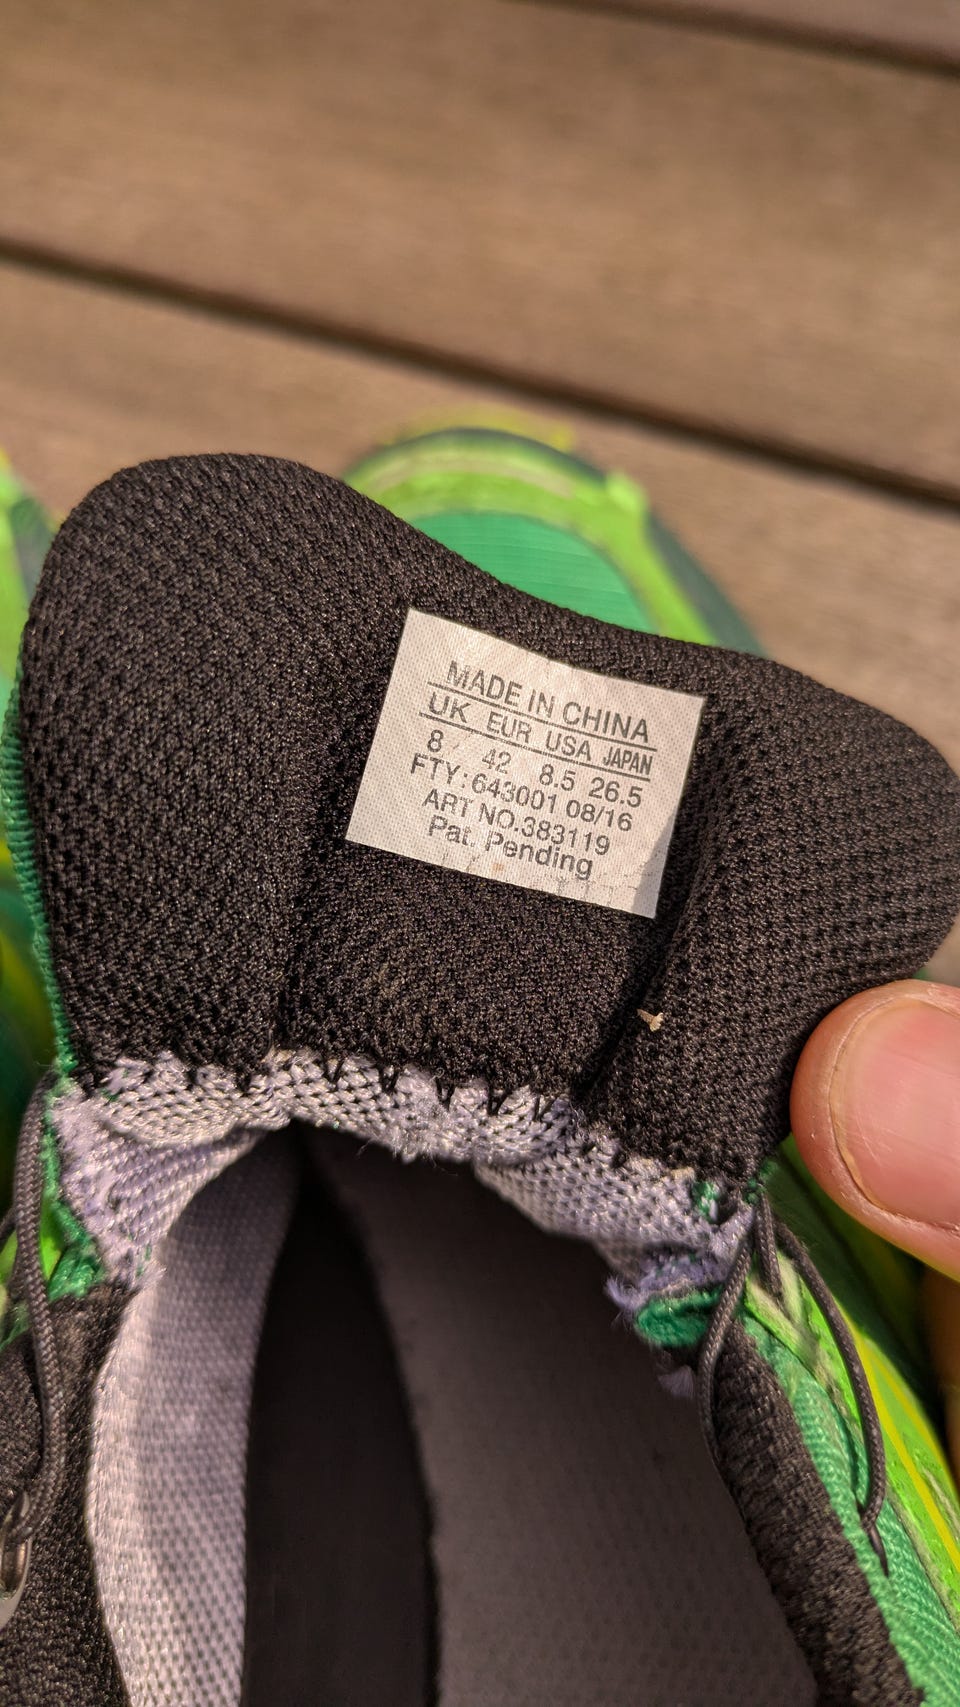 MADE IN CHINA
UK EUR USA JAPAN
8 42 8.5 26.5
FTY:643001 08/16
ART NO.383119
Pat. Pending